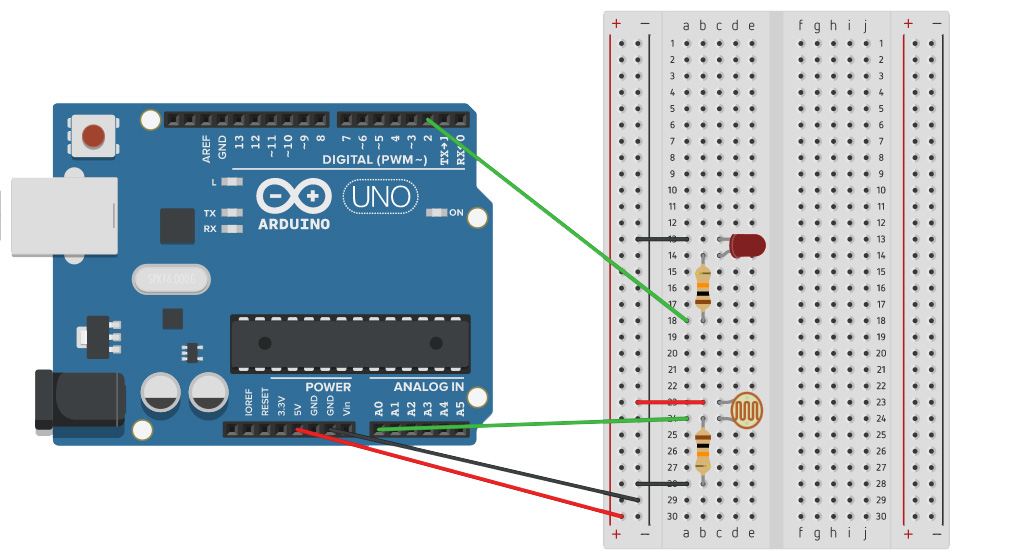 + − a b c d e f g h i j + −
AREF GND 13 12 ~11 ~10 ~9 8 7 ~6 ~5 4 ~3 2 TX→1 RX←0
DIGITAL (PWM~)
L
TX
RX
UNO
ON
ARDUINO
POWER
ANALOG IN
IOREF RESET 3.3V 5V GND GND Vin A0 A1 A2 A3 A4 A5
1 1
2 2
3 3
4 4
5 5
6 6
7 7
8 8
9 9
10 10
11 11
12 12
13 13
14 14
15 15
16 16
17 17
18 18
19 19
20 20
21 21
22 22
23 23
24 24
25 25
26 26
27 27
28 28
29 29
30 30
+ − a b c d e f g h i j + −